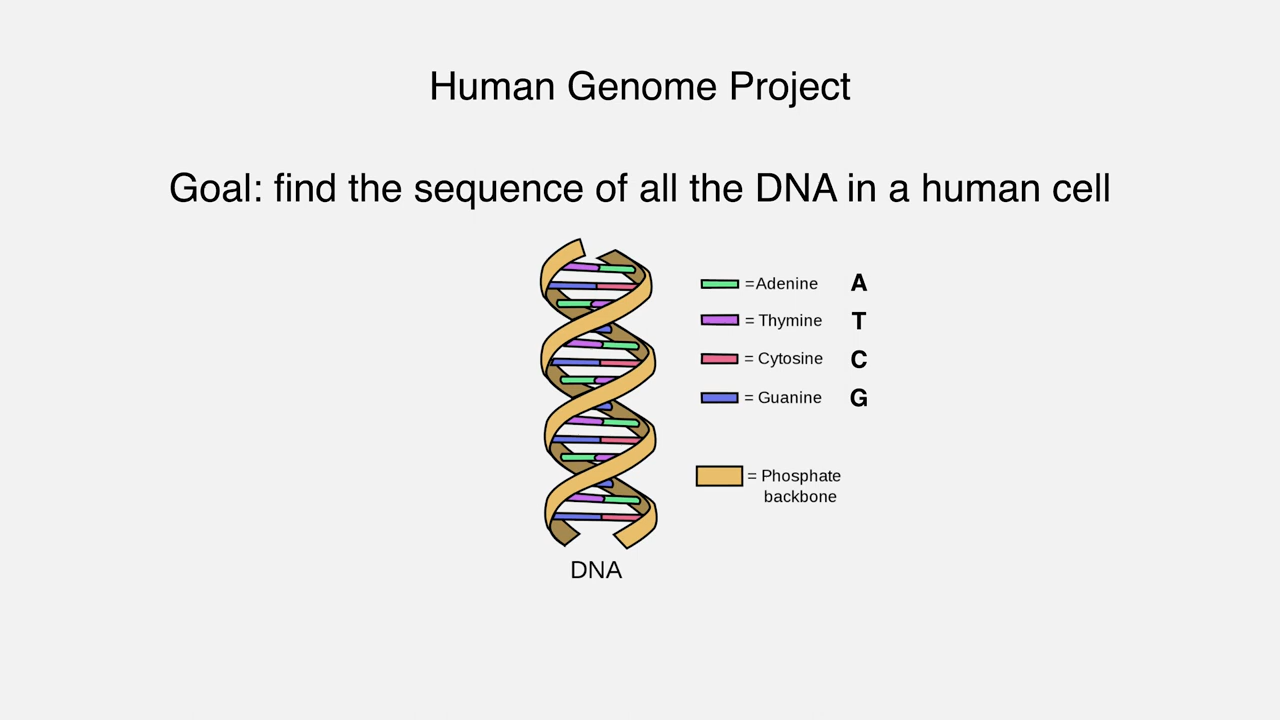 Human Genome Project
Goal: find the sequence of all the DNA in a human cell
=Adenine A
= Thymine T
= Cytosine C
= Guanine G
= Phosphate
backbone
DNA